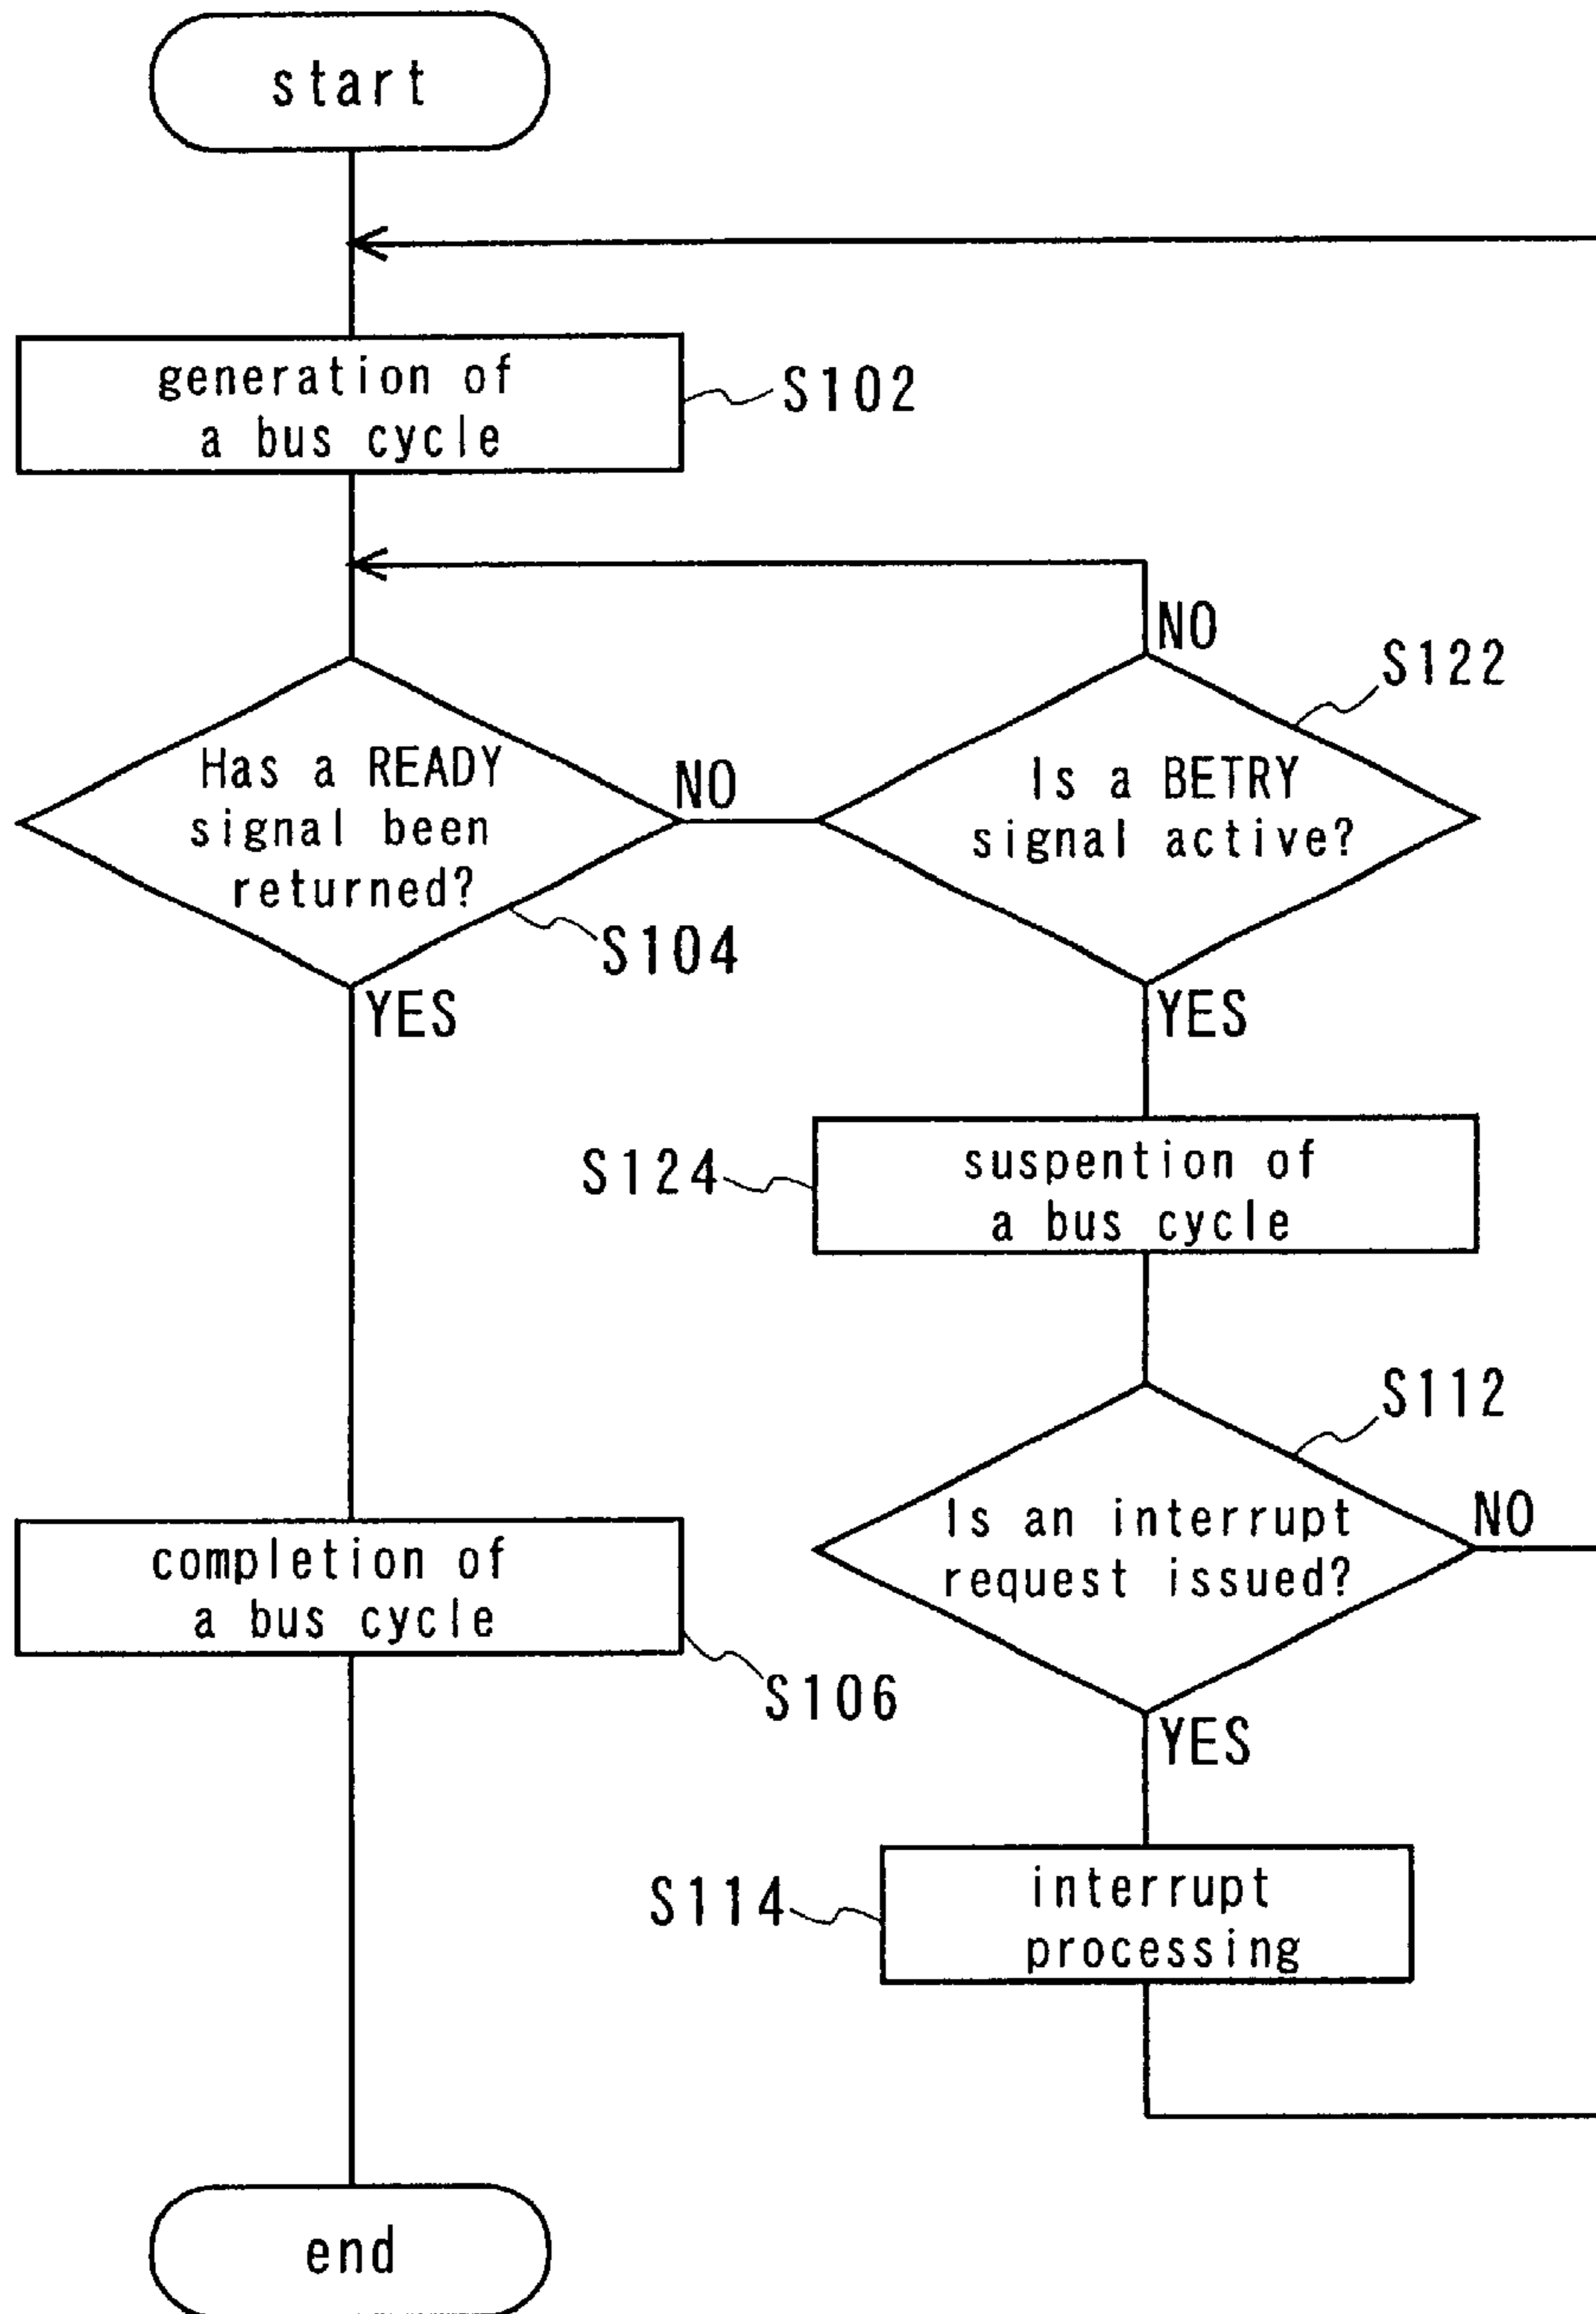 start
generation of
a bus cycle
S102
NO
S122
Has a READY
signal been
returned?
NO
Is a BETRY
signal active?
S104
YES
YES
S124
suspention of
a bus cycle
S112
Is an interrupt
request issued?
NO
completion of
a bus cycle
S106
YES
S114
interrupt
processing
end